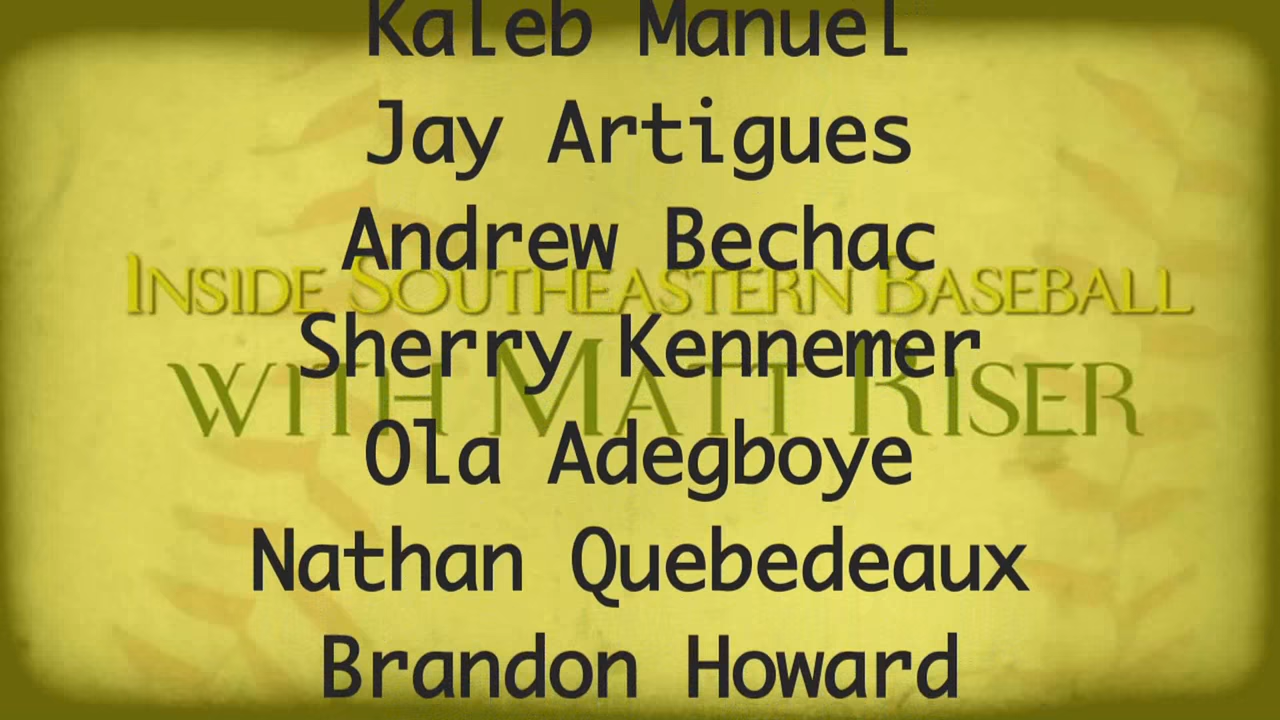 Kaleb Manuel
Jay Artigues
Andrew Bechac
INSIDE SOUTHEASTERN BASEBALL
Sherry Kennemer
WITH MATT RISER
Ola Adegboye
Nathan Quebedeaux
Brandon Howard